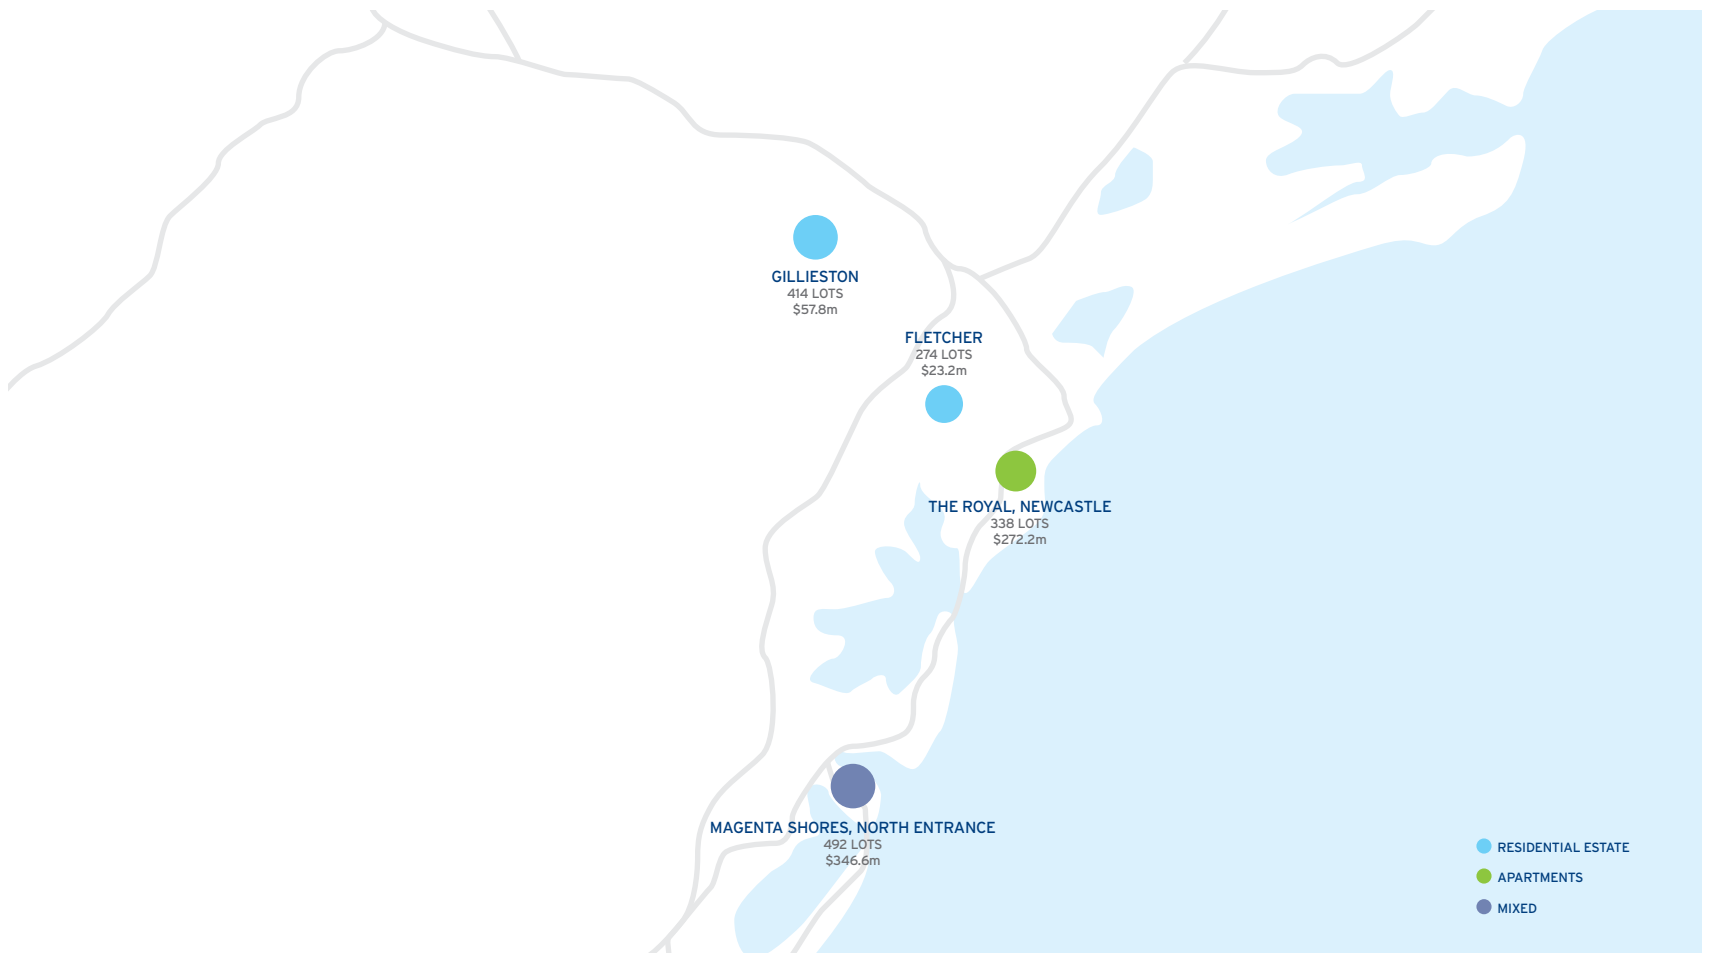 GILLIESTON
414 LOTS
$57.8m
FLETCHER
274 LOTS
$23.2m
THE ROYAL, NEWCASTLE
338 LOTS
$272.2m
MAGENTA SHORES, NORTH ENTRANCE
492 LOTS
$346.6m
RESIDENTIAL ESTATE
APARTMENTS
MIXED